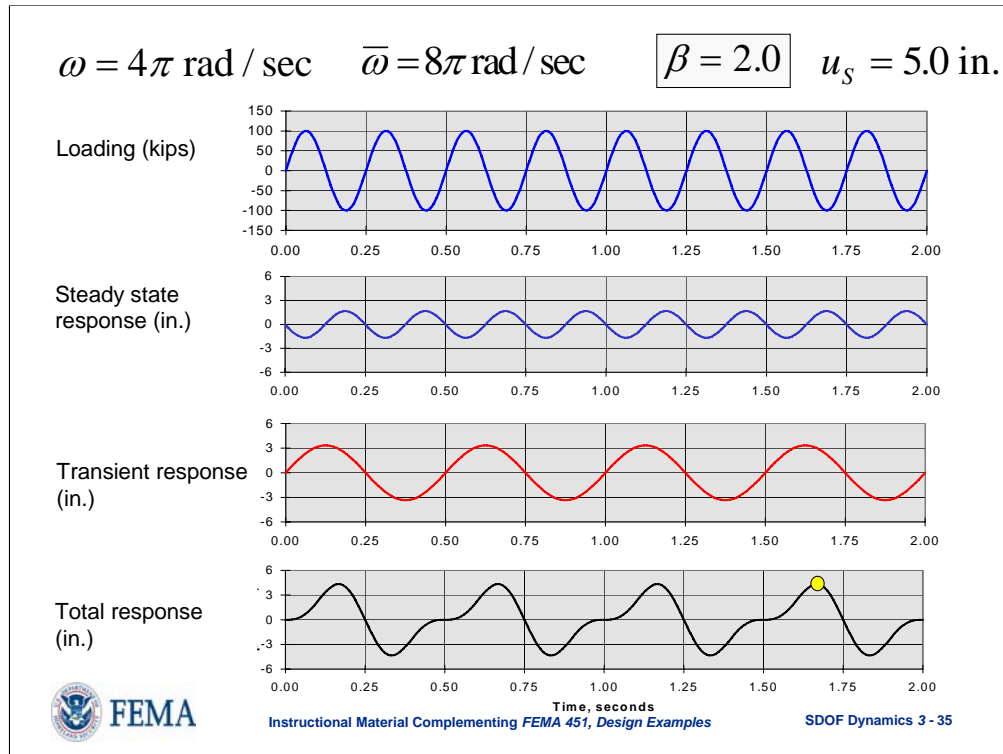 ω = 4π rad / sec ω̅ = 8π rad / sec β = 2.0 u_S = 5.0 in.
Loading (kips)
150
100
50
0
-50
-100
-150
0.00 0.25 0.50 0.75 1.00 1.25 1.50 1.75 2.00
Steady state
response (in.)
6
3
0
-3
-6
0.00 0.25 0.50 0.75 1.00 1.25 1.50 1.75 2.00
Transient response
(in.)
6
3
0
-3
-6
0.00 0.25 0.50 0.75 1.00 1.25 1.50 1.75 2.00
Total response
(in.)
6
3
0
-3
-6
0.00 0.25 0.50 0.75 1.00 1.25 1.50 1.75 2.00
Time, seconds
FEMA
Instructional Material Complementing FEMA 451, Design Examples
SDOF Dynamics 3 - 35